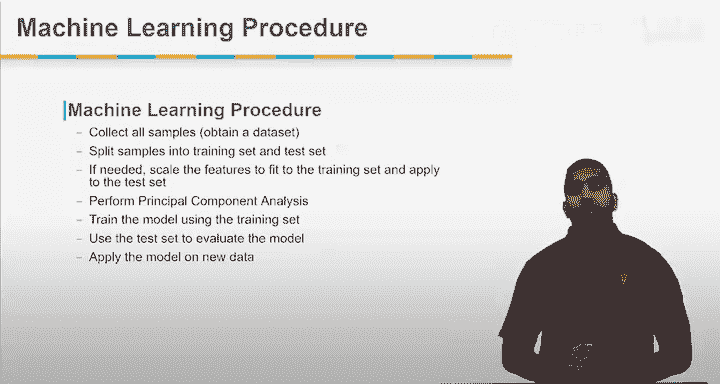 Machine Learning Procedure
Machine Learning Procedure
– Collect all samples (obtain a dataset)
– Split samples into training set and test set
– If needed, scale the features to fit to the training set and apply
to the test set
– Perform Principal Component Analysis
– Train the model using the training set
– Use the test set to evaluate the model
– Apply the model on new data